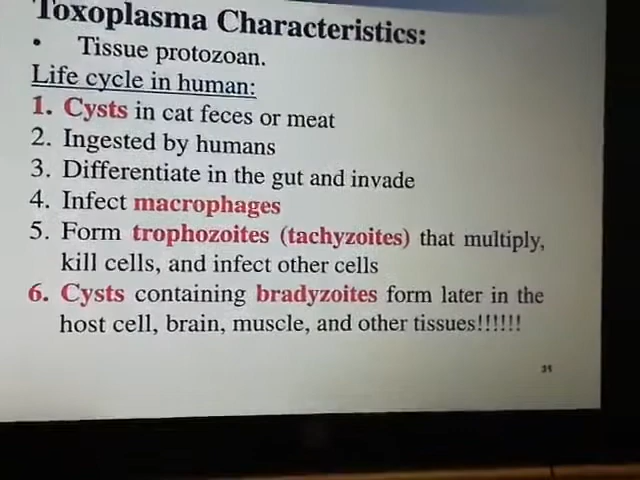 Toxoplasma Characteristics:
• Tissue protozoan.
Life cycle in human:
1. Cysts in cat feces or meat
2. Ingested by humans
3. Differentiate in the gut and invade
4. Infect macrophages
5. Form trophozoites (tachyzoites) that multiply,
kill cells, and infect other cells
6. Cysts containing bradyzoites form later in the
host cell, brain, muscle, and other tissues!!!!!!